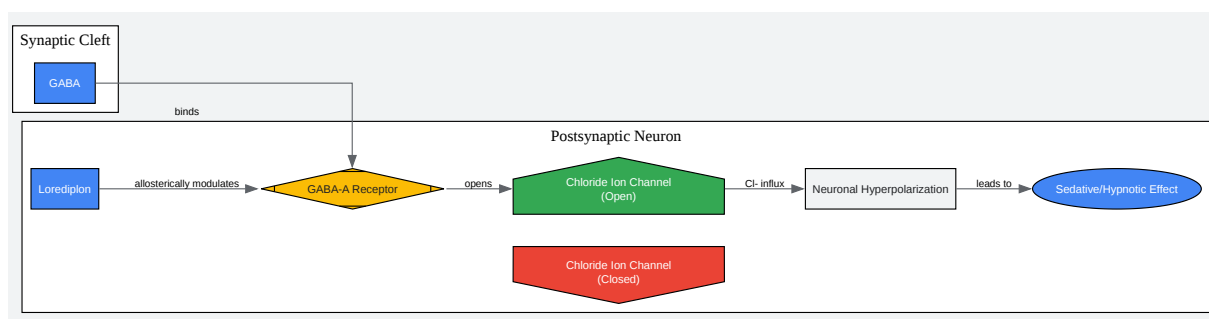 Synaptic Cleft
GABA
binds
Postsynaptic Neuron
Lorediplon
allosterically modulates
GABA-A Receptor
opens
Chloride Ion Channel
(Open)
Cl- influx
Neuronal Hyperpolarization
leads to
Sedative/Hypnotic Effect
Chloride Ion Channel
(Closed)